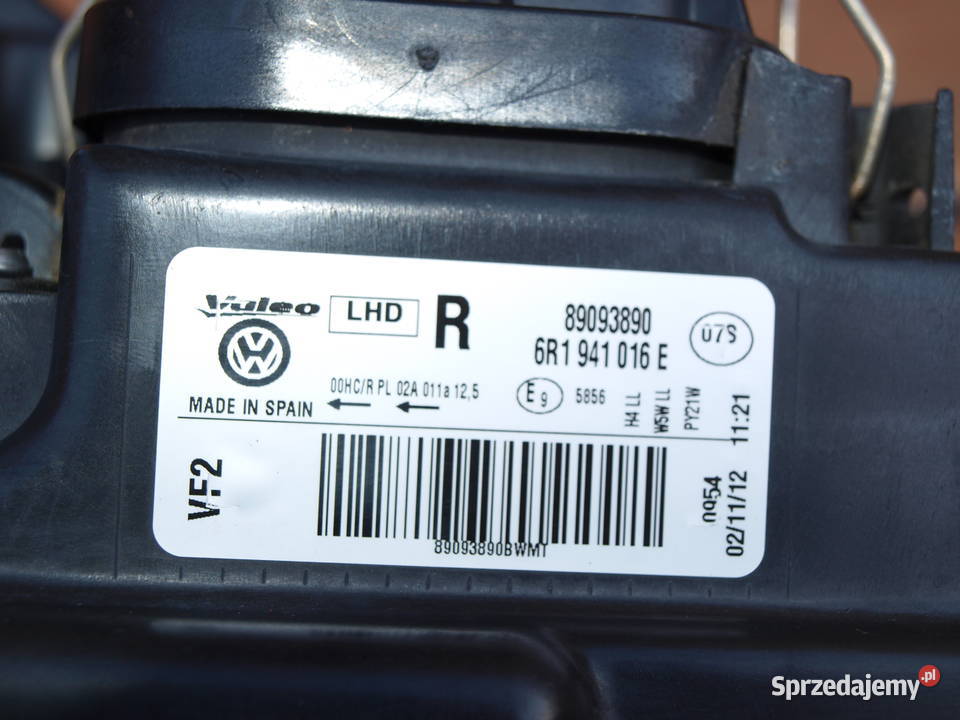 Valeo LHD R 89093890 07S
6R1 941 016 E
00HC/R PL 02A 011a 12,5 E9 5856
MADE IN SPAIN
H4 LL
W5W LL
PY21W
VF2
89093890BWMT
0954
02/11/12 11:21
Sprzedajemy.pl